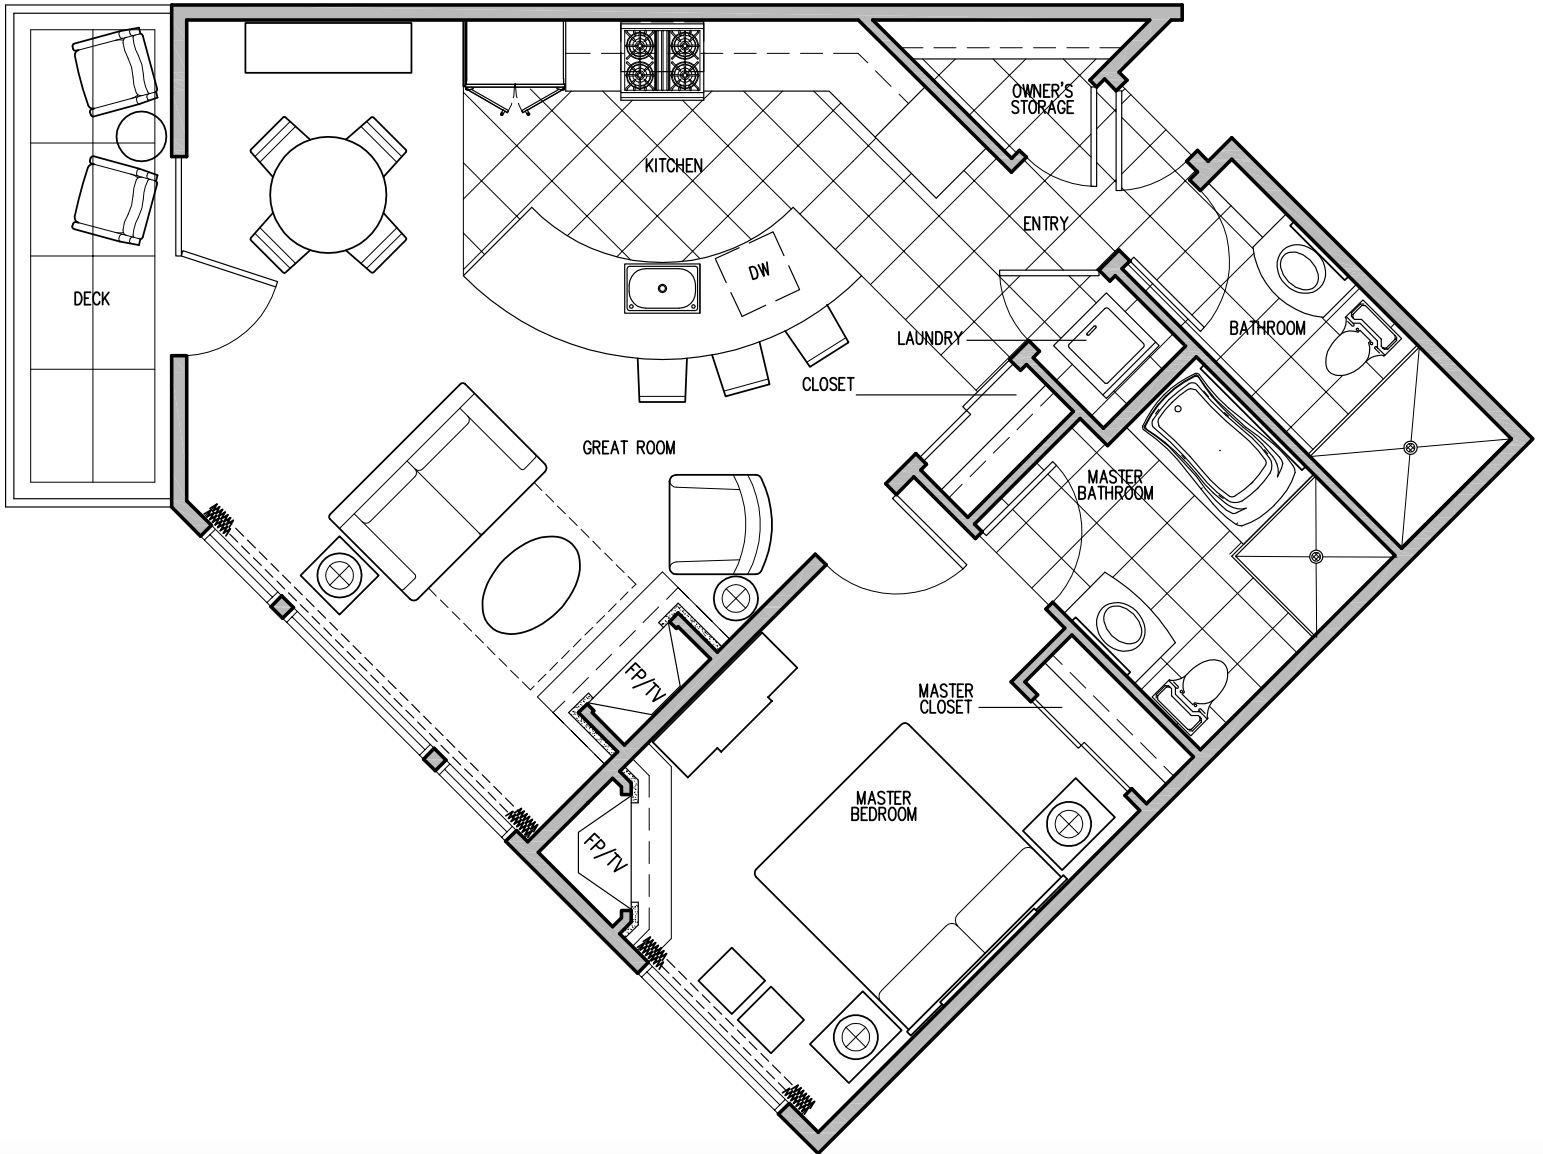 OWNER'S
STORAGE
KITCHEN
ENTRY
DW
DECK
BATHROOM
LAUNDRY
CLOSET
GREAT ROOM
MASTER
BATHROOM
FP/TV
MASTER
CLOSET
MASTER
BEDROOM
FP/TV